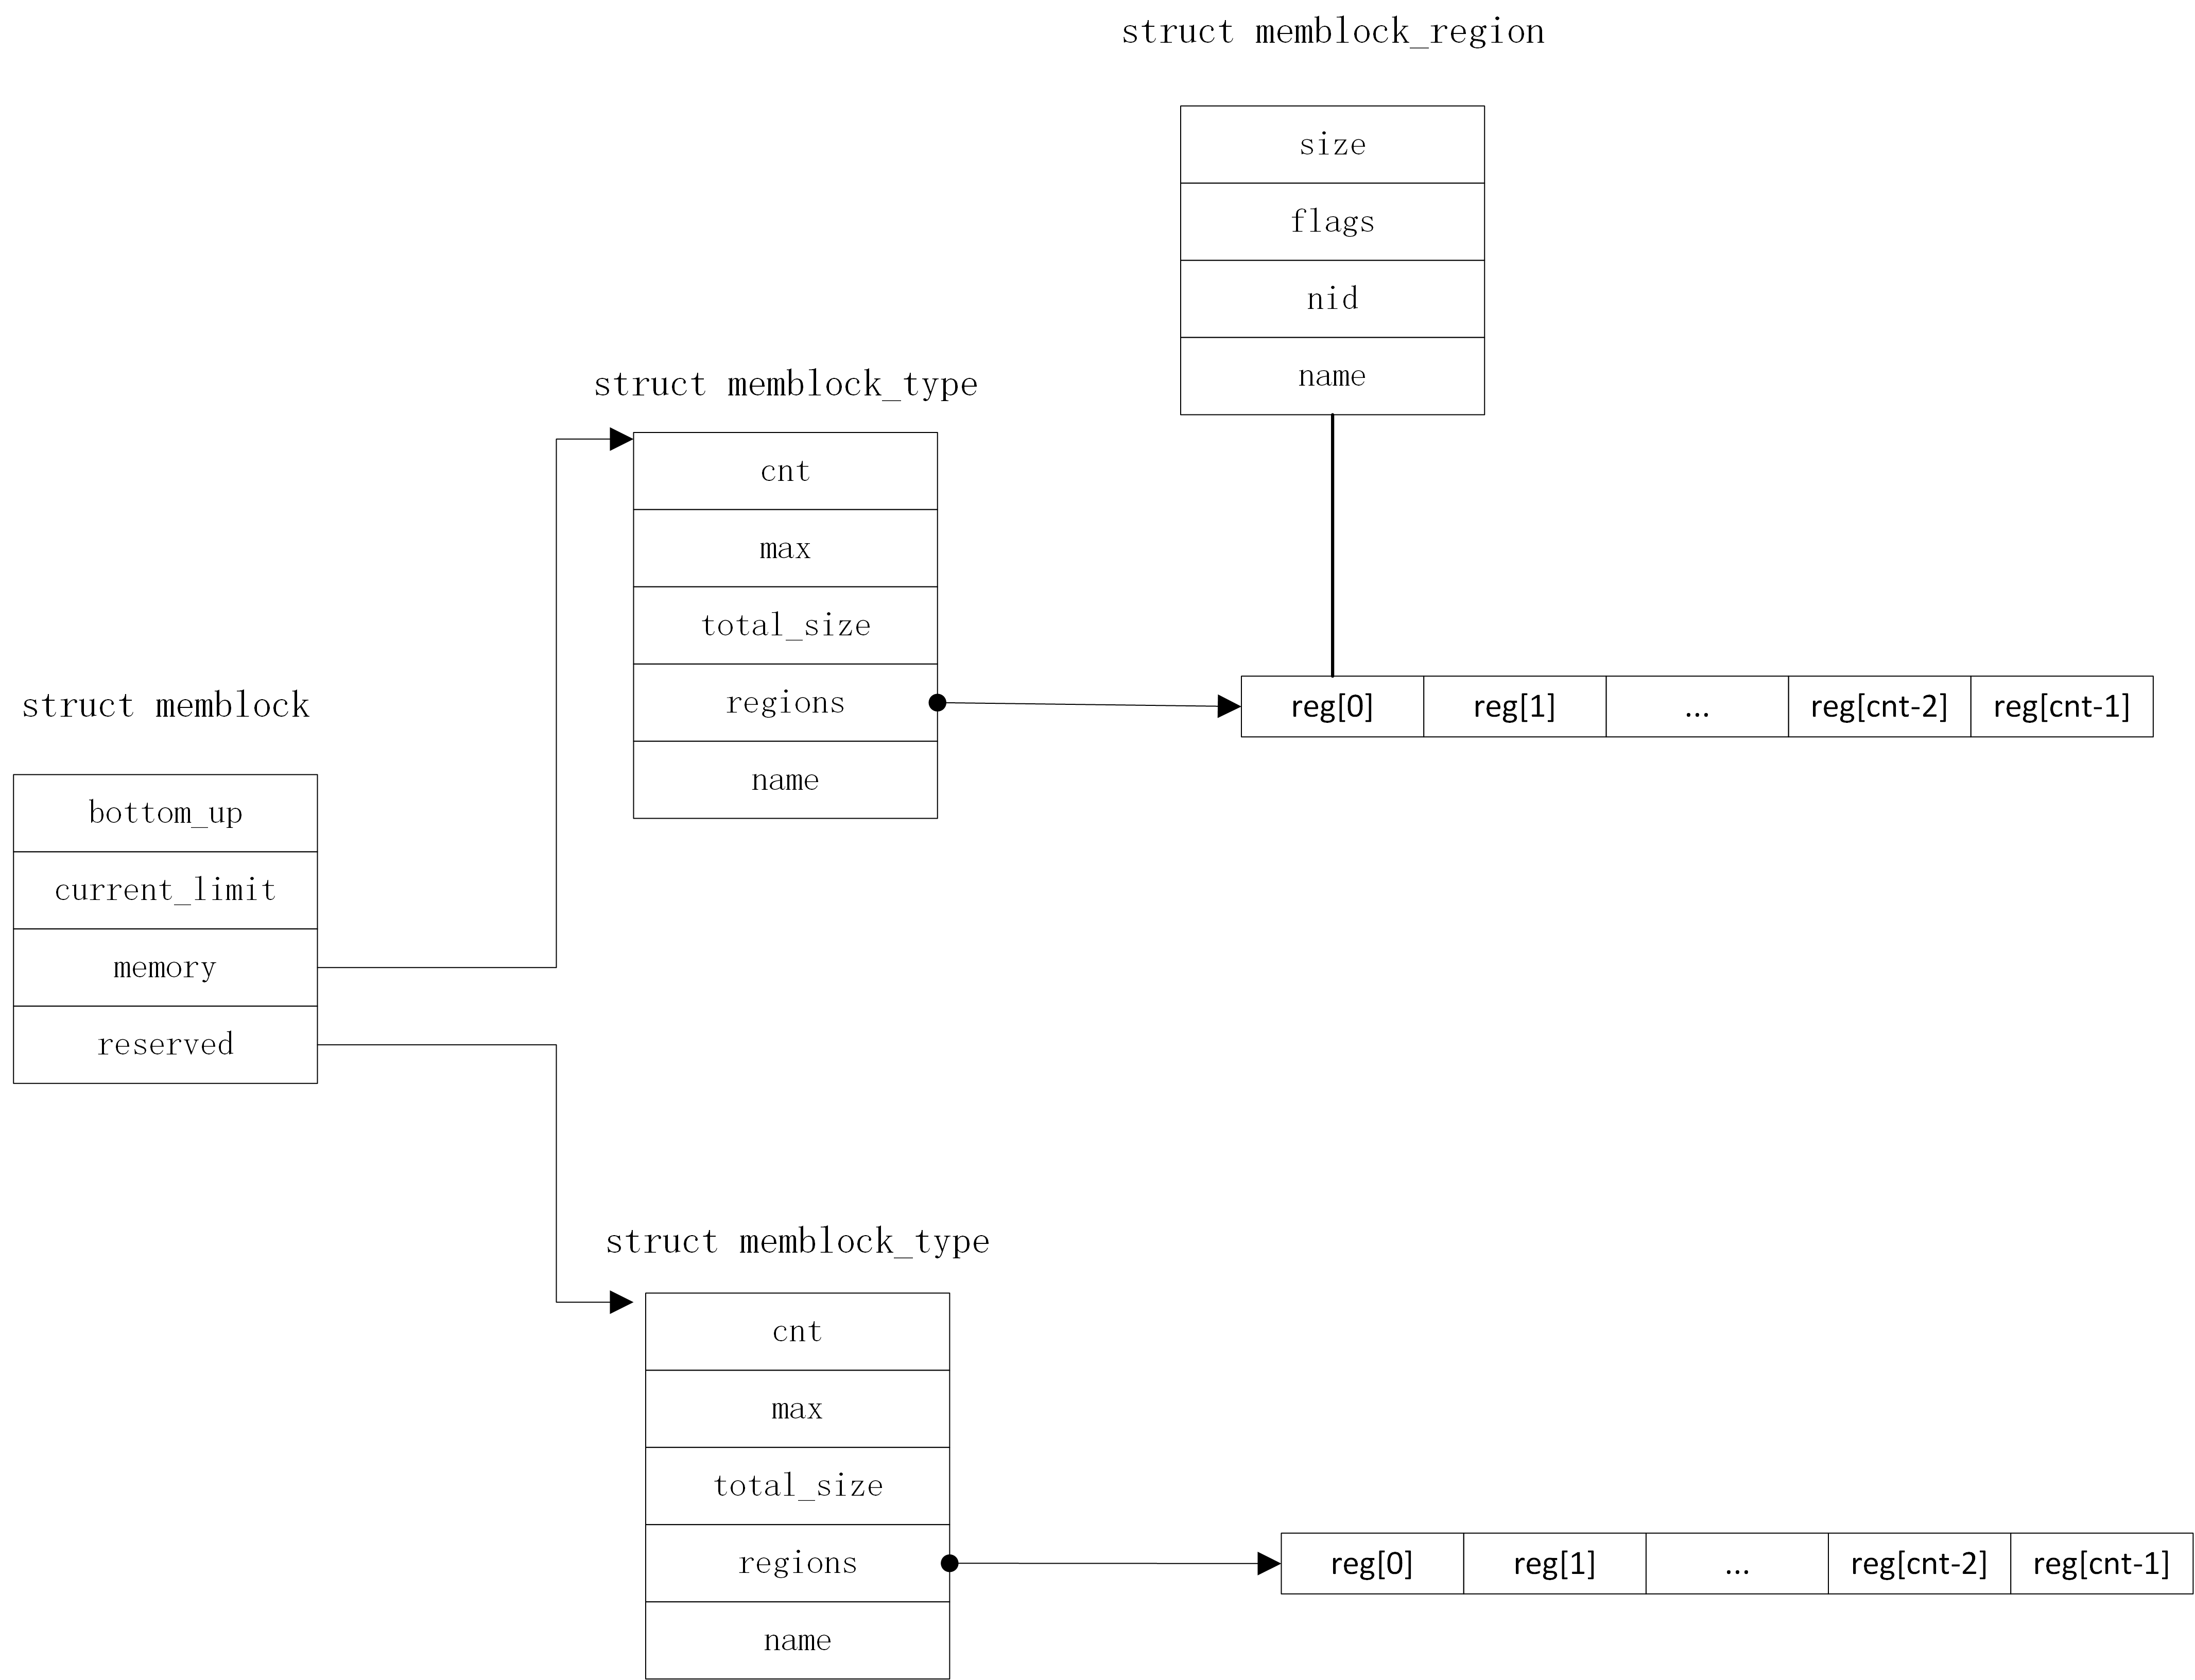 struct memblock_region
size
flags
nid
name
struct memblock_type
cnt
max
total_size
regions
name
reg[0] reg[1] ... reg[cnt-2] reg[cnt-1]
struct memblock
bottom_up
current_limit
memory
reserved
struct memblock_type
cnt
max
total_size
regions
name
reg[0] reg[1] ... reg[cnt-2] reg[cnt-1]